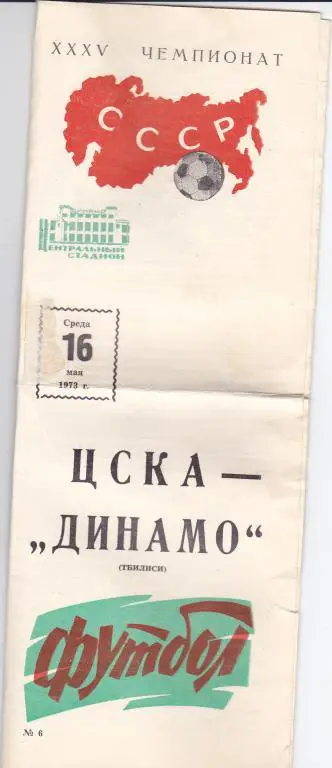 XXXV ЧЕМПИОНАТ
СССР
ЦЕНТРАЛЬНЫЙ
СТАДИОН
Среда
16
мая
1973 г.
ЦСКА —
„ДИНАМО“
(ТБИЛИСИ)
футбол
№ 6